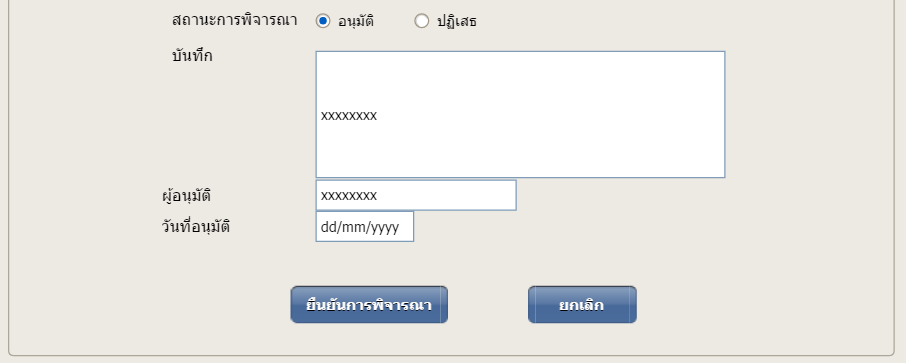 สถานะการพิจารณา อนุมัติ ปฏิเสธ
บันทึก
xxxxxxxx
ผู้อนุมัติ xxxxxxxx
วันที่อนุมัติ dd/mm/yyyy
ยืนยันการพิจารณา ยกเลิก